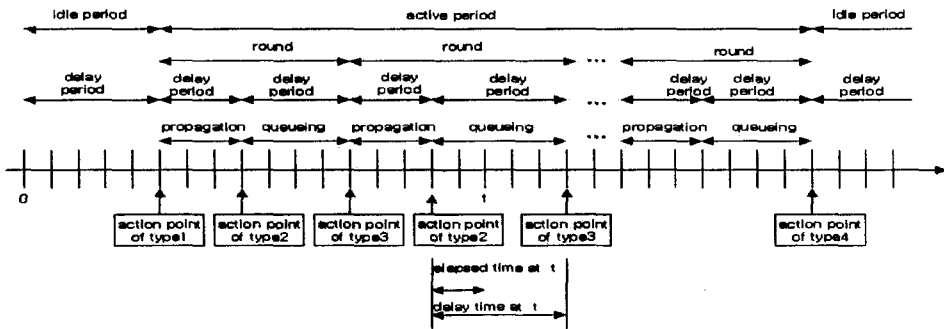 idle period active period idle period
round round round
...
delay period delay period delay period delay period delay period delay period delay period delay period
...
propagation queueing propagation queueing propagation queueing
...
0 t
action point of type1
action point of type2
action point of type3
action point of type2
action point of type3
action point of type4
elapsed time at t
delay time at t